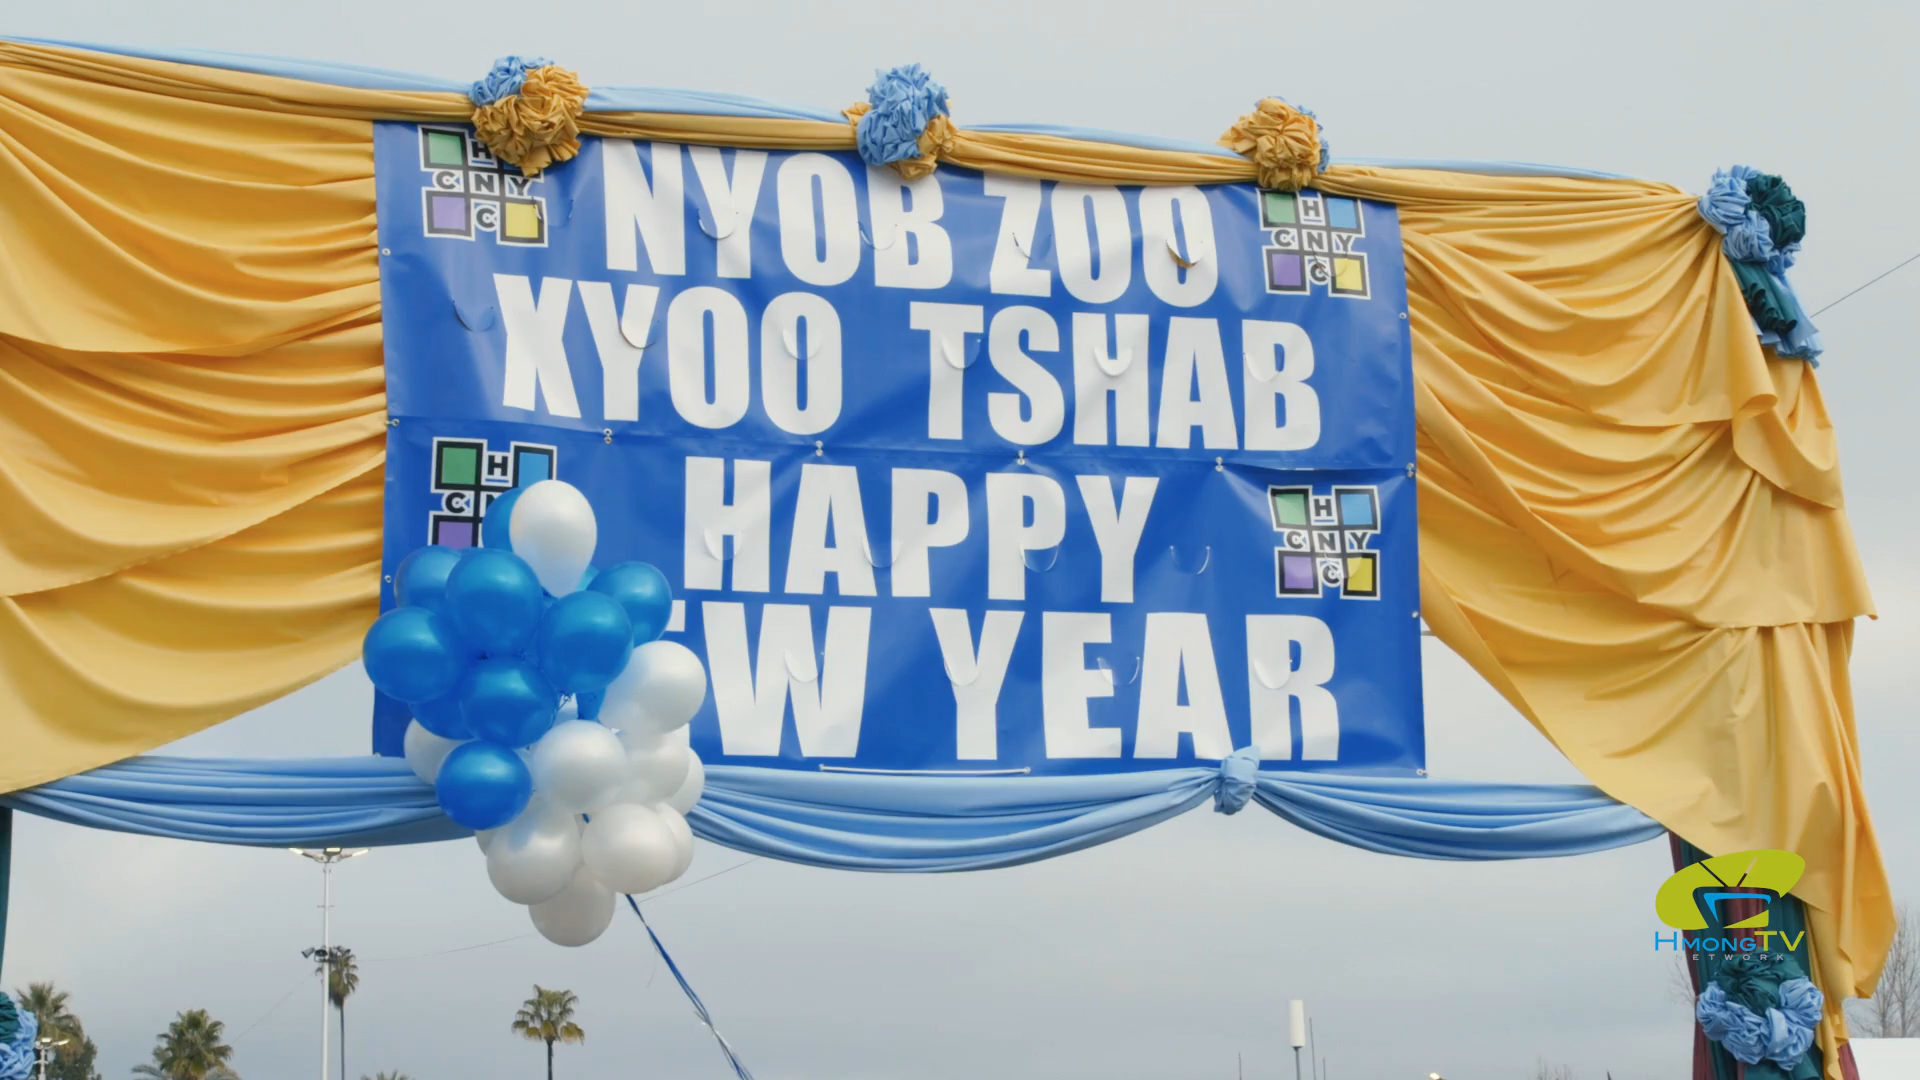 NYOB ZOO
XYOO TSHAB
HAPPY
YEAR
H
CNY
C
H
CNY
C
H
CNY
C
HMONGTV
NETWORK